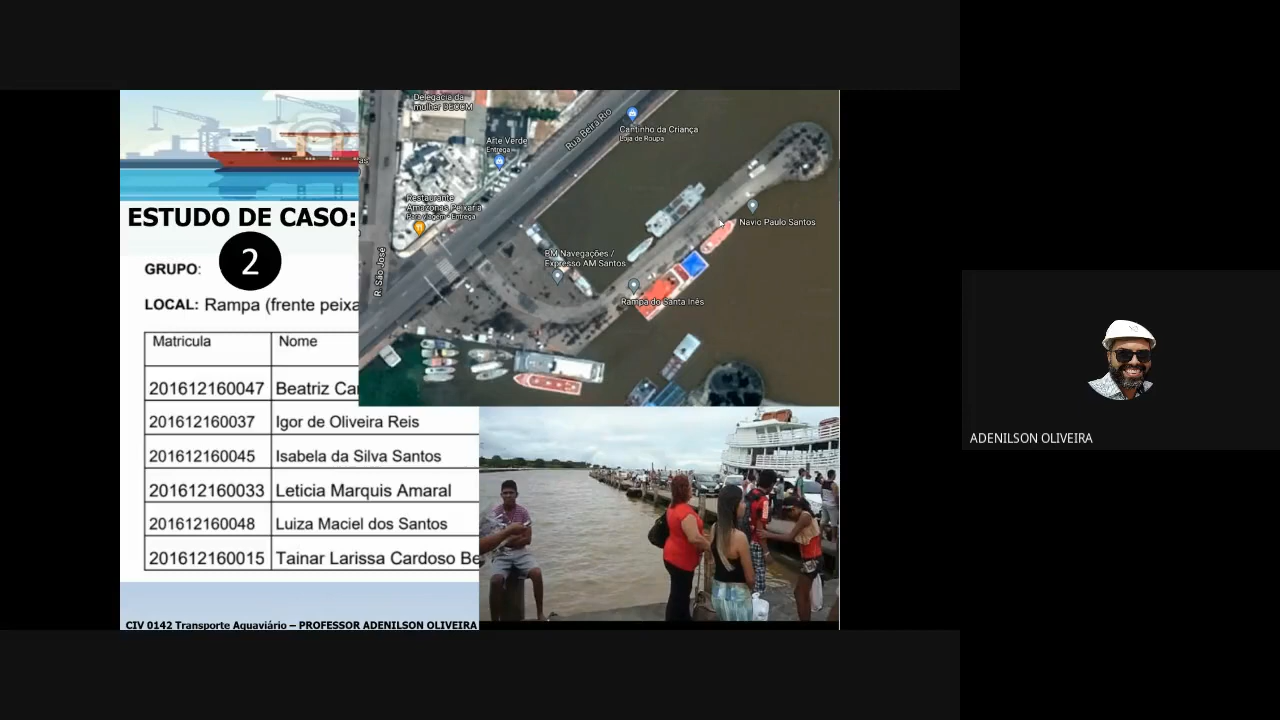 ESTUDO DE CASO:
GRUPO:
2
LOCAL: Rampa (frente peixa
Matricula Nome
201612160047 Beatriz Ca
201612160037 Igor de Oliveira Reis
201612160045 Isabela da Silva Santos
201612160033 Leticia Marquis Amaral
201612160048 Luiza Maciel dos Santos
201612160015 Tainar Larissa Cardoso Be
CIV 0142 Transporte Aquaviário – PROFESSOR ADENILSON OLIVEIRA
Delegacia da
mulher DECCM
Rua Beira Rio
Cantinho da Criança
Loja de Roupa
Arte Verde
Entrega
Restaurante
Amazonas Peixaria
Para viagem · Entrega
Navio Paulo Santos
R. São José
BM Navegações /
Expresso AM Santos
Rampa do Santa Inês
ADENILSON OLIVEIRA